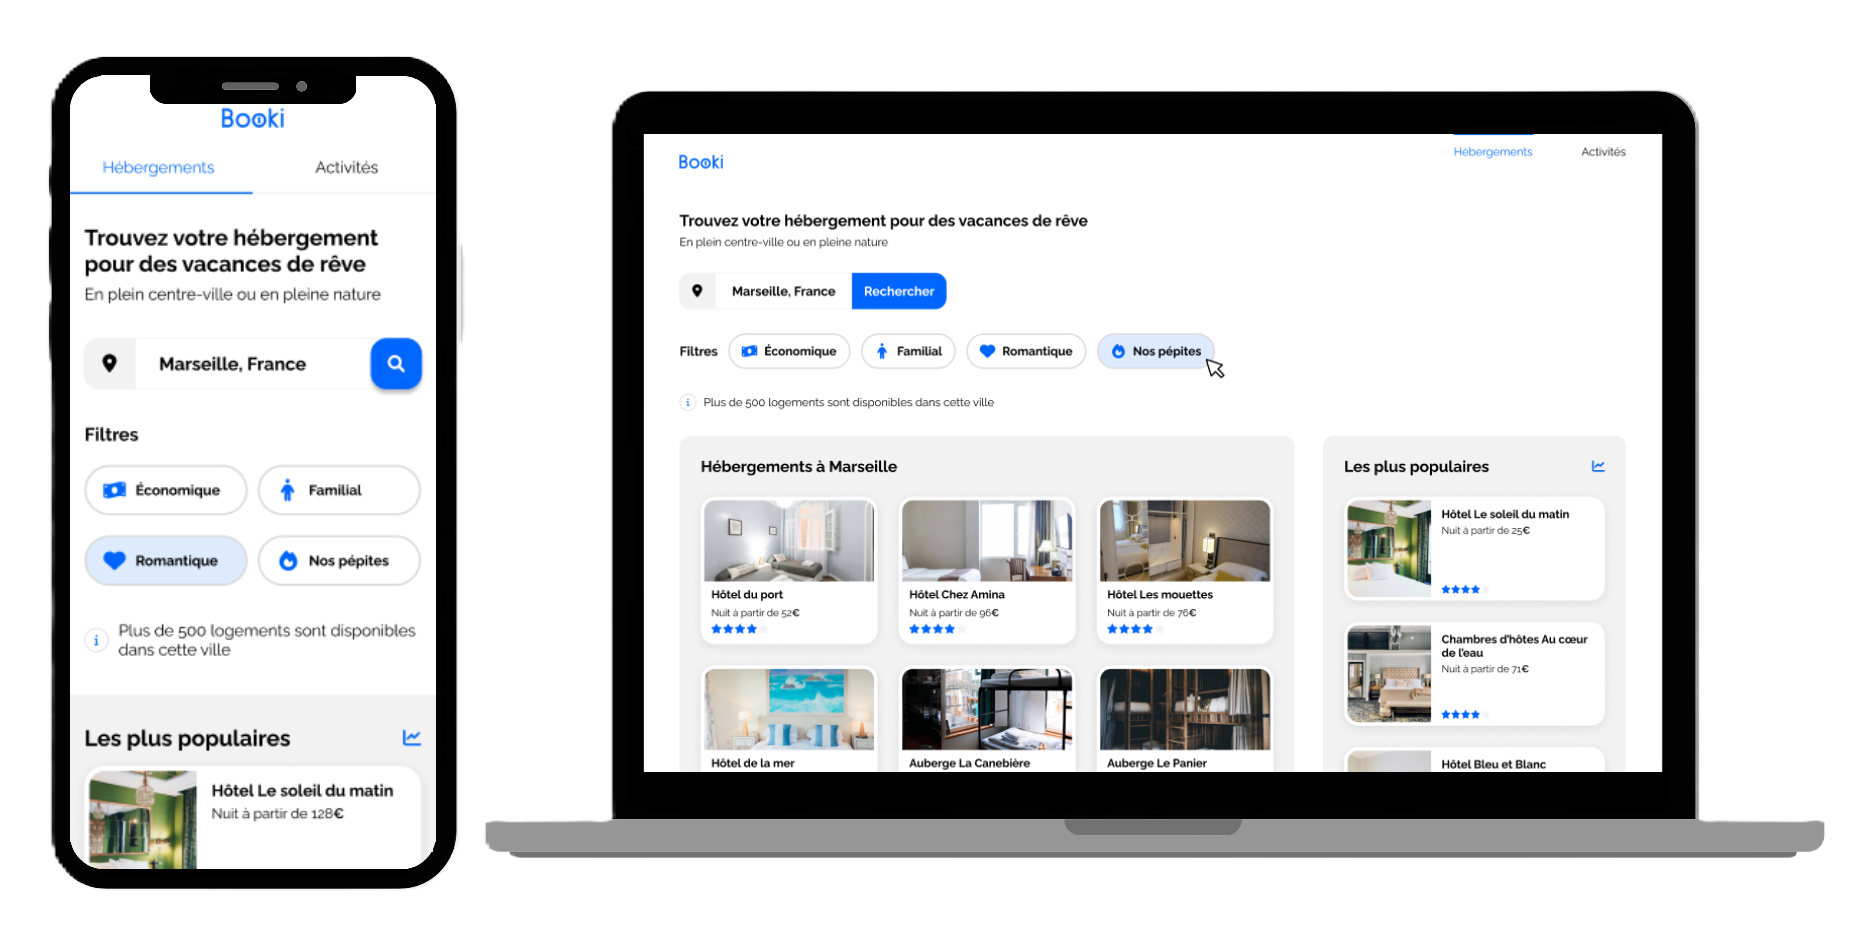 Booki
Hébergements Activités
Trouvez votre hébergement
pour des vacances de rêve
En plein centre-ville ou en pleine nature
Marseille, France
Filtres
Économique Familial
Romantique Nos pépites
Plus de 500 logements sont disponibles
dans cette ville
Les plus populaires
Hôtel Le soleil du matin
Nuit à partir de 128€
Booki
Hébergements Activités
Trouvez votre hébergement pour des vacances de rêve
En plein centre-ville ou en pleine nature
Marseille, France Rechercher
Filtres Économique Familial Romantique Nos pépites
Plus de 500 logements sont disponibles dans cette ville
Hébergements à Marseille
Hôtel du port
Nuit à partir de 52€
Hôtel Chez Amina
Nuit à partir de 96€
Hôtel Les mouettes
Nuit à partir de 76€
Hôtel de la mer
Auberge La Canebière
Auberge Le Panier
Les plus populaires
Hôtel Le soleil du matin
Nuit à partir de 25€
Chambres d'hôtes Au cœur
de l'eau
Nuit à partir de 71€
Hôtel Bleu et Blanc